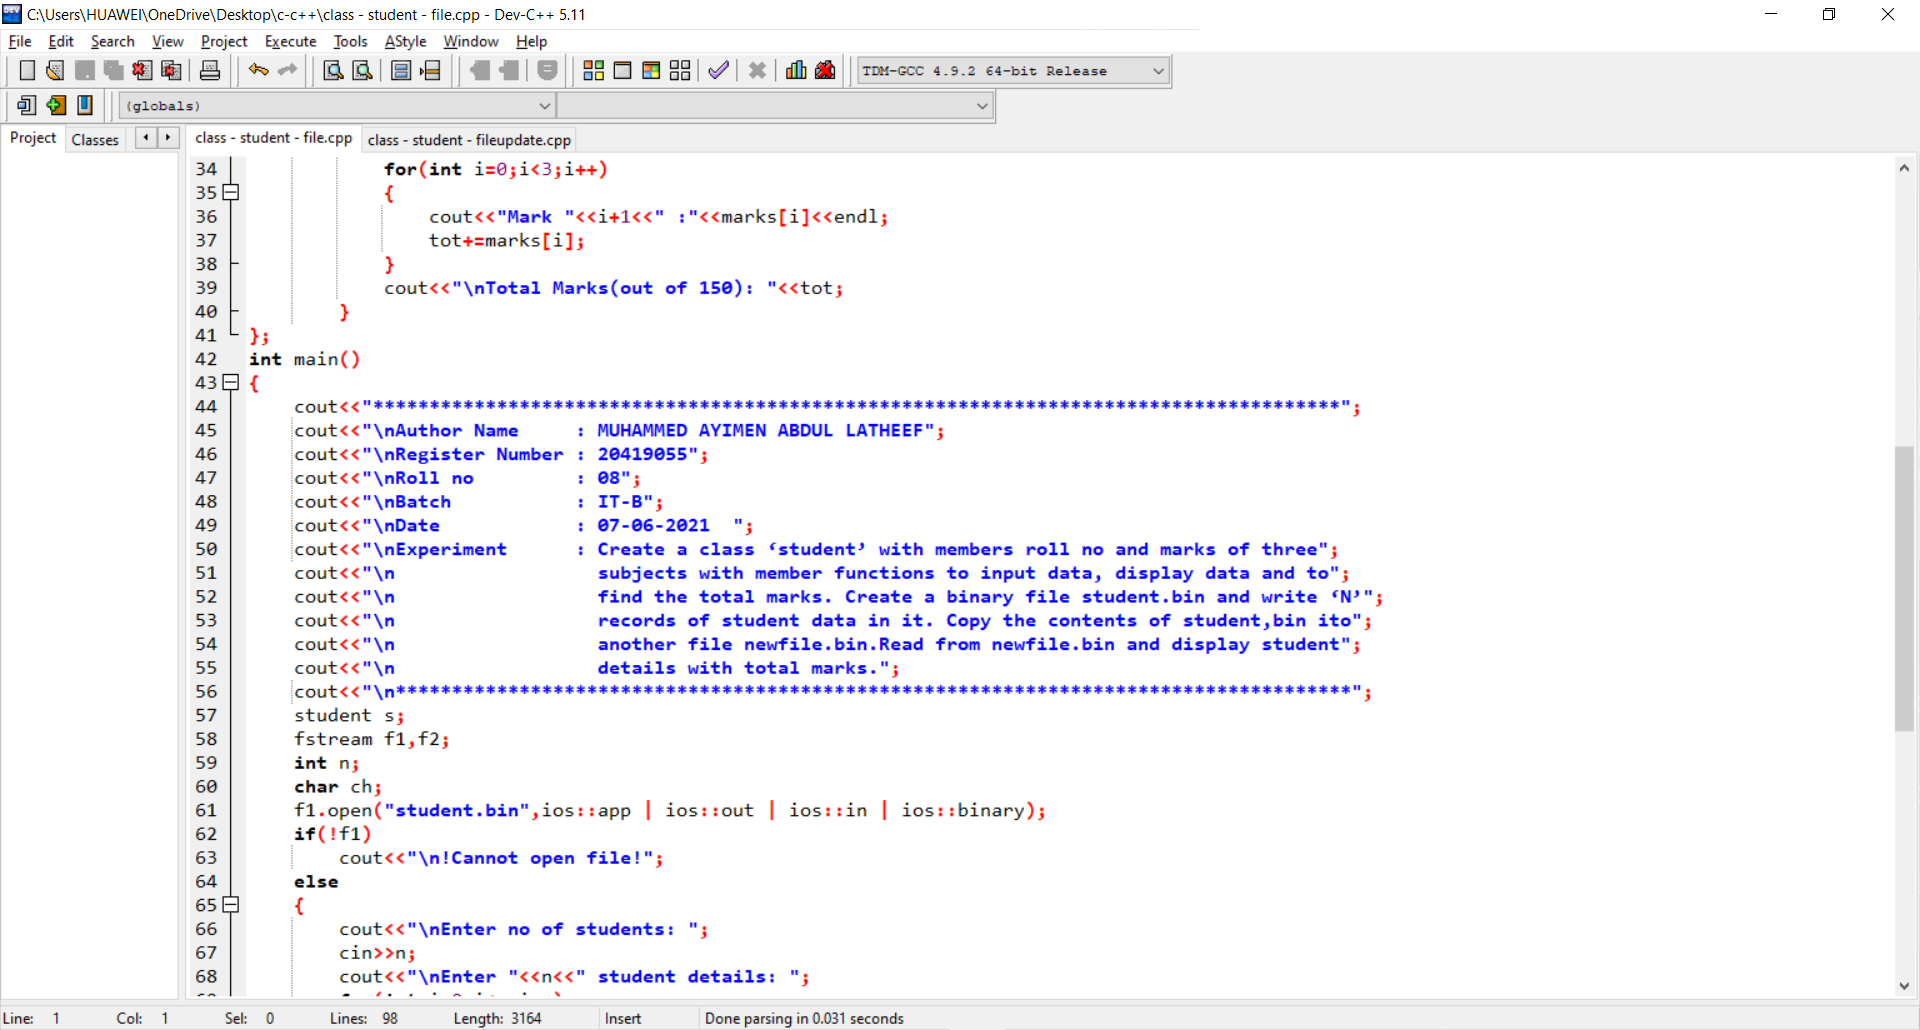 C:\Users\HUAWEI\OneDrive\Desktop\c-c++\class - student - file.cpp - Dev-C++ 5.11
File Edit Search View Project Execute Tools AStyle Window Help
TDM-GCC 4.9.2 64-bit Release
(globals)
Project Classes class - student - file.cpp class - student - fileupdate.cpp
34 for(int i=0;i<3;i++)
35 {
36 cout<<"Mark "<<i+1<<" :"<<marks[i]<<endl;
37 tot+=marks[i];
38 }
39 cout<<"\nTotal Marks(out of 150): "<<tot;
40 }
41 };
42 int main()
43 {
44 cout<<"**************************************************************************************";
45 cout<<"\nAuthor Name     : MUHAMMED AYIMEN ABDUL LATHEEF";
46 cout<<"\nRegister Number : 20419055";
47 cout<<"\nRoll no         : 08";
48 cout<<"\nBatch           : IT-B";
49 cout<<"\nDate            : 07-06-2021  ";
50 cout<<"\nExperiment      : Create a class ‘student’ with members roll no and marks of three";
51 cout<<"\n                  subjects with member functions to input data, display data and to";
52 cout<<"\n                  find the total marks. Create a binary file student.bin and write ‘N’";
53 cout<<"\n                  records of student data in it. Copy the contents of student,bin ito";
54 cout<<"\n                  another file newfile.bin.Read from newfile.bin and display student";
55 cout<<"\n                  details with total marks.";
56 cout<<"\n*************************************************************************************";
57 student s;
58 fstream f1,f2;
59 int n;
60 char ch;
61 f1.open("student.bin",ios::app | ios::out | ios::in | ios::binary);
62 if(!f1)
63 cout<<"\n!Cannot open file!";
64 else
65 {
66 cout<<"\nEnter no of students: ";
67 cin>>n;
68 cout<<"\nEnter "<<n<<" student details: ";
Line: 1 Col: 1 Sel: 0 Lines: 98 Length: 3164 Insert Done parsing in 0.031 seconds